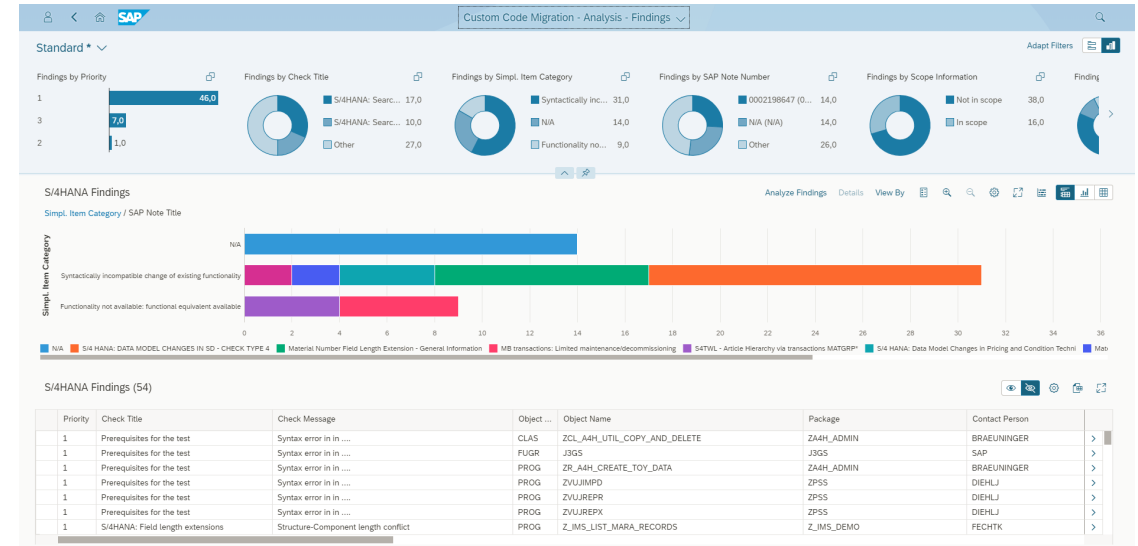 SAP
Custom Code Migration - Analysis - Findings
Standard *
Adapt Filters
Findings by Priority
1 46,0
3 7,0
2 1,0
Findings by Check Title
S/4HANA: Searc... 17,0
S/4HANA: Searc... 10,0
Other 27,0
Findings by Simpl. Item Category
Syntactically inc... 31,0
N/A 14,0
Functionality no... 9,0
Findings by SAP Note Number
0002198647 (0... 14,0
N/A (N/A) 14,0
Other 26,0
Findings by Scope Information
Not in scope 38,0
In scope 16,0
Finding
S/4HANA Findings
Analyze Findings Details View By
Simpl. Item Category / SAP Note Title
Simpl. Item Category
N/A
Syntactically incompatible change of existing functionality
Functionality not available: functional equivalent available
0 2 4 6 8 10 12 14 16 18 20 22 24 26 28 30 32 34 36
N/A S/4 HANA: DATA MODEL CHANGES IN SD - CHECK TYPE 4 Material Number Field Length Extension - General Information MB transactions: Limited maintenance/decommissioning S4TWL - Article Hierarchy via transactions MATGRP* S/4 HANA: Data Model Changes in Pricing and Condition Techni Mate
S/4HANA Findings (54)
Priority Check Title Check Message Object ... Object Name Package Contact Person
1 Prerequisites for the test Syntax error in in .... CLAS ZCL_A4H_UTIL_COPY_AND_DELETE ZA4H_ADMIN BRAEUNINGER
1 Prerequisites for the test Syntax error in in .... FUGR J3GS J3GS SAP
1 Prerequisites for the test Syntax error in in .... PROG ZR_A4H_CREATE_TOY_DATA ZA4H_ADMIN BRAEUNINGER
1 Prerequisites for the test Syntax error in in .... PROG ZVUJIMPD ZPSS DIEHLJ
1 Prerequisites for the test Syntax error in in .... PROG ZVUJREPR ZPSS DIEHLJ
1 Prerequisites for the test Syntax error in in .... PROG ZVUJREPX ZPSS DIEHLJ
1 S/4HANA: Field length extensions Structure-Component length conflict PROG Z_IMS_LIST_MARA_RECORDS Z_IMS_DEMO FECHTK